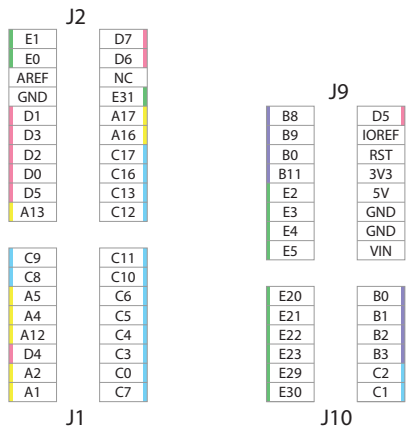 J2
E1 D7
E0 D6
AREF NC
GND E31
D1 A17
D3 A16
D2 C17
D0 C16
D5 C13
A13 C12
C9 C11
C8 C10
A5 C6
A4 C5
A12 C4
D4 C3
A2 C0
A1 C7
J1
J9
B8 D5
B9 IOREF
B0 RST
B11 3V3
E2 5V
E3 GND
E4 GND
E5 VIN
E20 B0
E21 B1
E22 B2
E23 B3
E29 C2
E30 C1
J10